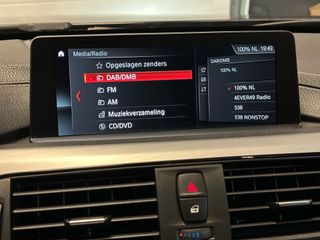 100% NL 19:49
Media/Radio
Opgeslagen zenders
DAB/DMB
FM
AM
Muziekverzameling
CD/DVD
DAB/DMB
100% NL
100% NL
4EVER49 Radio
538
538 NONSTOP